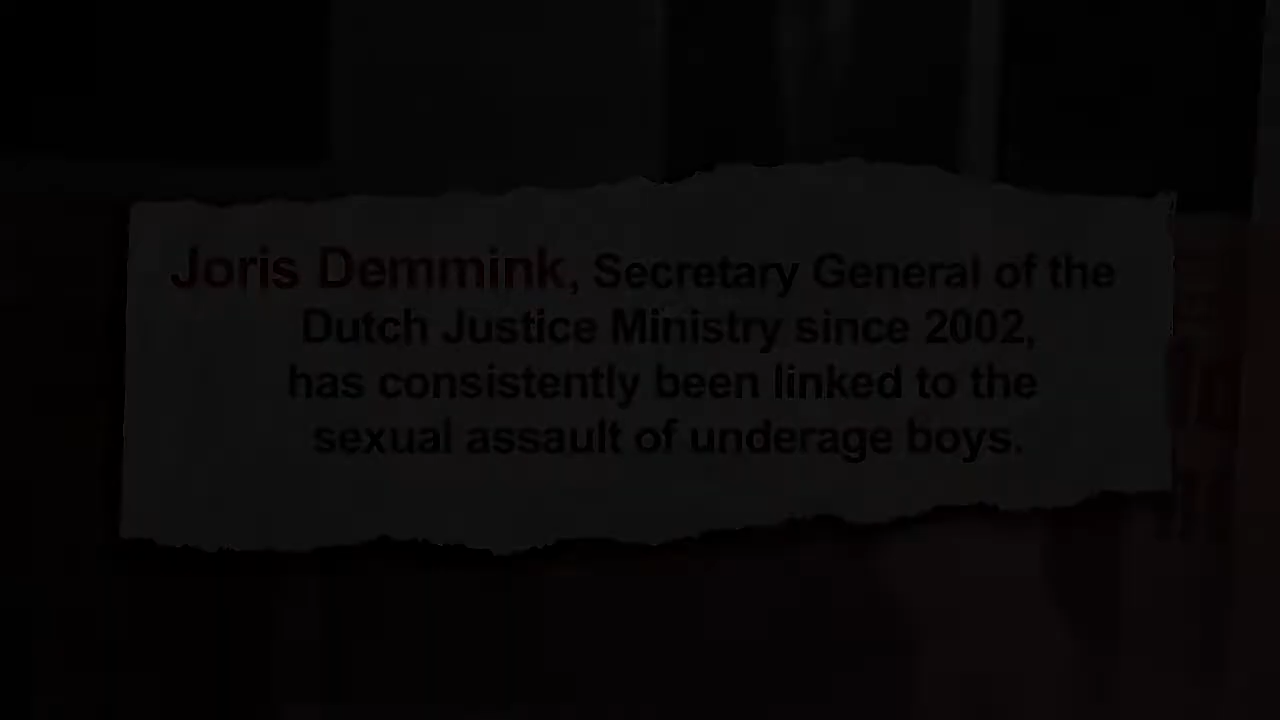 Joris Demmink, Secretary General of the
Dutch Justice Ministry since 2002,
has consistently been linked to the
sexual assault of underage boys.